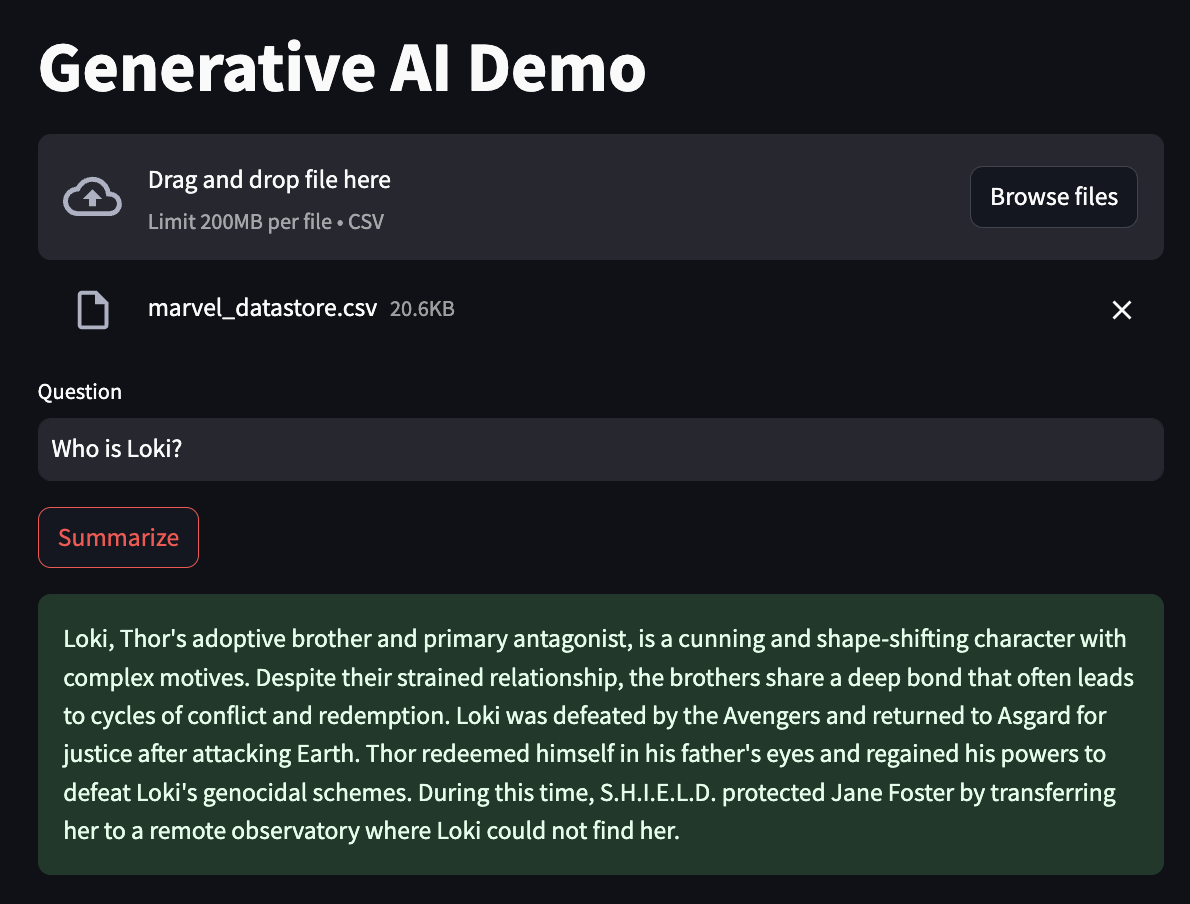 Generative AI Demo
Drag and drop file here
Limit 200MB per file • CSV
Browse files
marvel_datastore.csv 20.6KB
Question
Who is Loki?
Summarize
Loki, Thor's adoptive brother and primary antagonist, is a cunning and shape-shifting character with
complex motives. Despite their strained relationship, the brothers share a deep bond that often leads
to cycles of conflict and redemption. Loki was defeated by the Avengers and returned to Asgard for
justice after attacking Earth. Thor redeemed himself in his father's eyes and regained his powers to
defeat Loki's genocidal schemes. During this time, S.H.I.E.L.D. protected Jane Foster by transferring
her to a remote observatory where Loki could not find her.